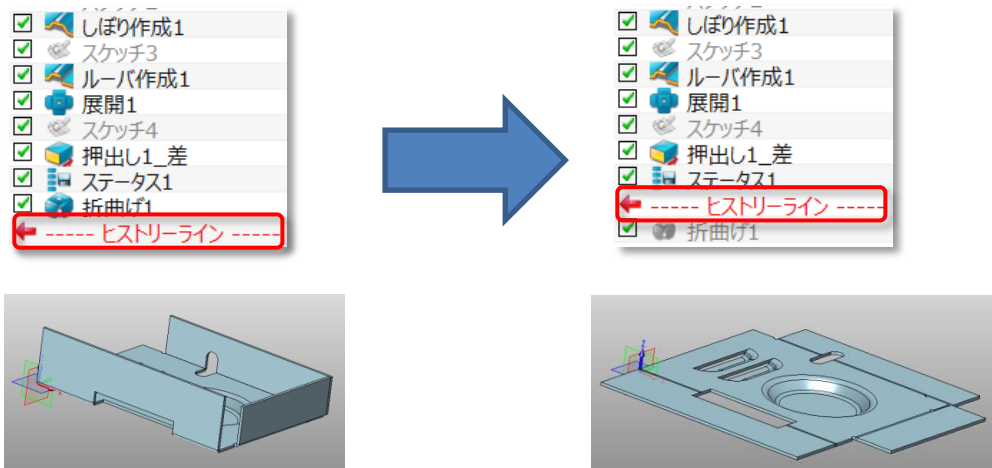 しぼり作成1
スケッチ3
ルーバ作成1
展開1
スケッチ4
押出し1_差
ステータス1
折曲げ1
----- ヒストリーライン -----
しぼり作成1
スケッチ3
ルーバ作成1
展開1
スケッチ4
押出し1_差
ステータス1
----- ヒストリーライン -----
折曲げ1
Z